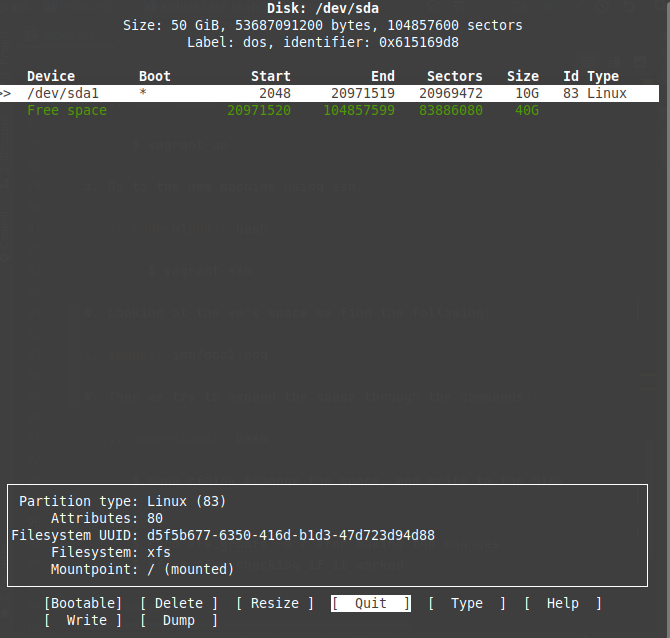 Disk: /dev/sda
Size: 50 GiB, 53687091200 bytes, 104857600 sectors
Label: dos, identifier: 0x615169d8
Device Boot Start End Sectors Size Id Type
>> /dev/sda1 * 2048 20971519 20969472 10G 83 Linux
Free space 20971520 104857599 83886080 40G
Partition type: Linux (83)
Attributes: 80
Filesystem UUID: d5f5b677-6350-416d-b1d3-47d723d94d88
Filesystem: xfs
Mountpoint: / (mounted)
[Bootable] [ Delete ] [ Resize ] [ Quit ] [ Type ] [ Help ]
[ Write ] [ Dump ]